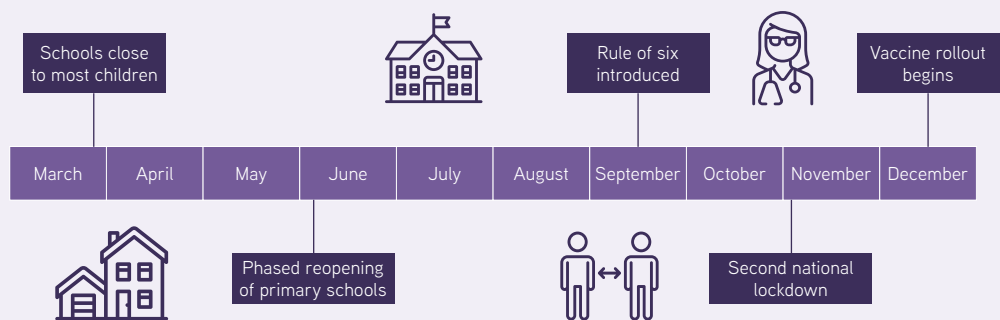 Schools close
to most children
Rule of six
introduced
Vaccine rollout
begins
March
April
May
June
July
August
September
October
November
December
Phased reopening
of primary schools
Second national
lockdown